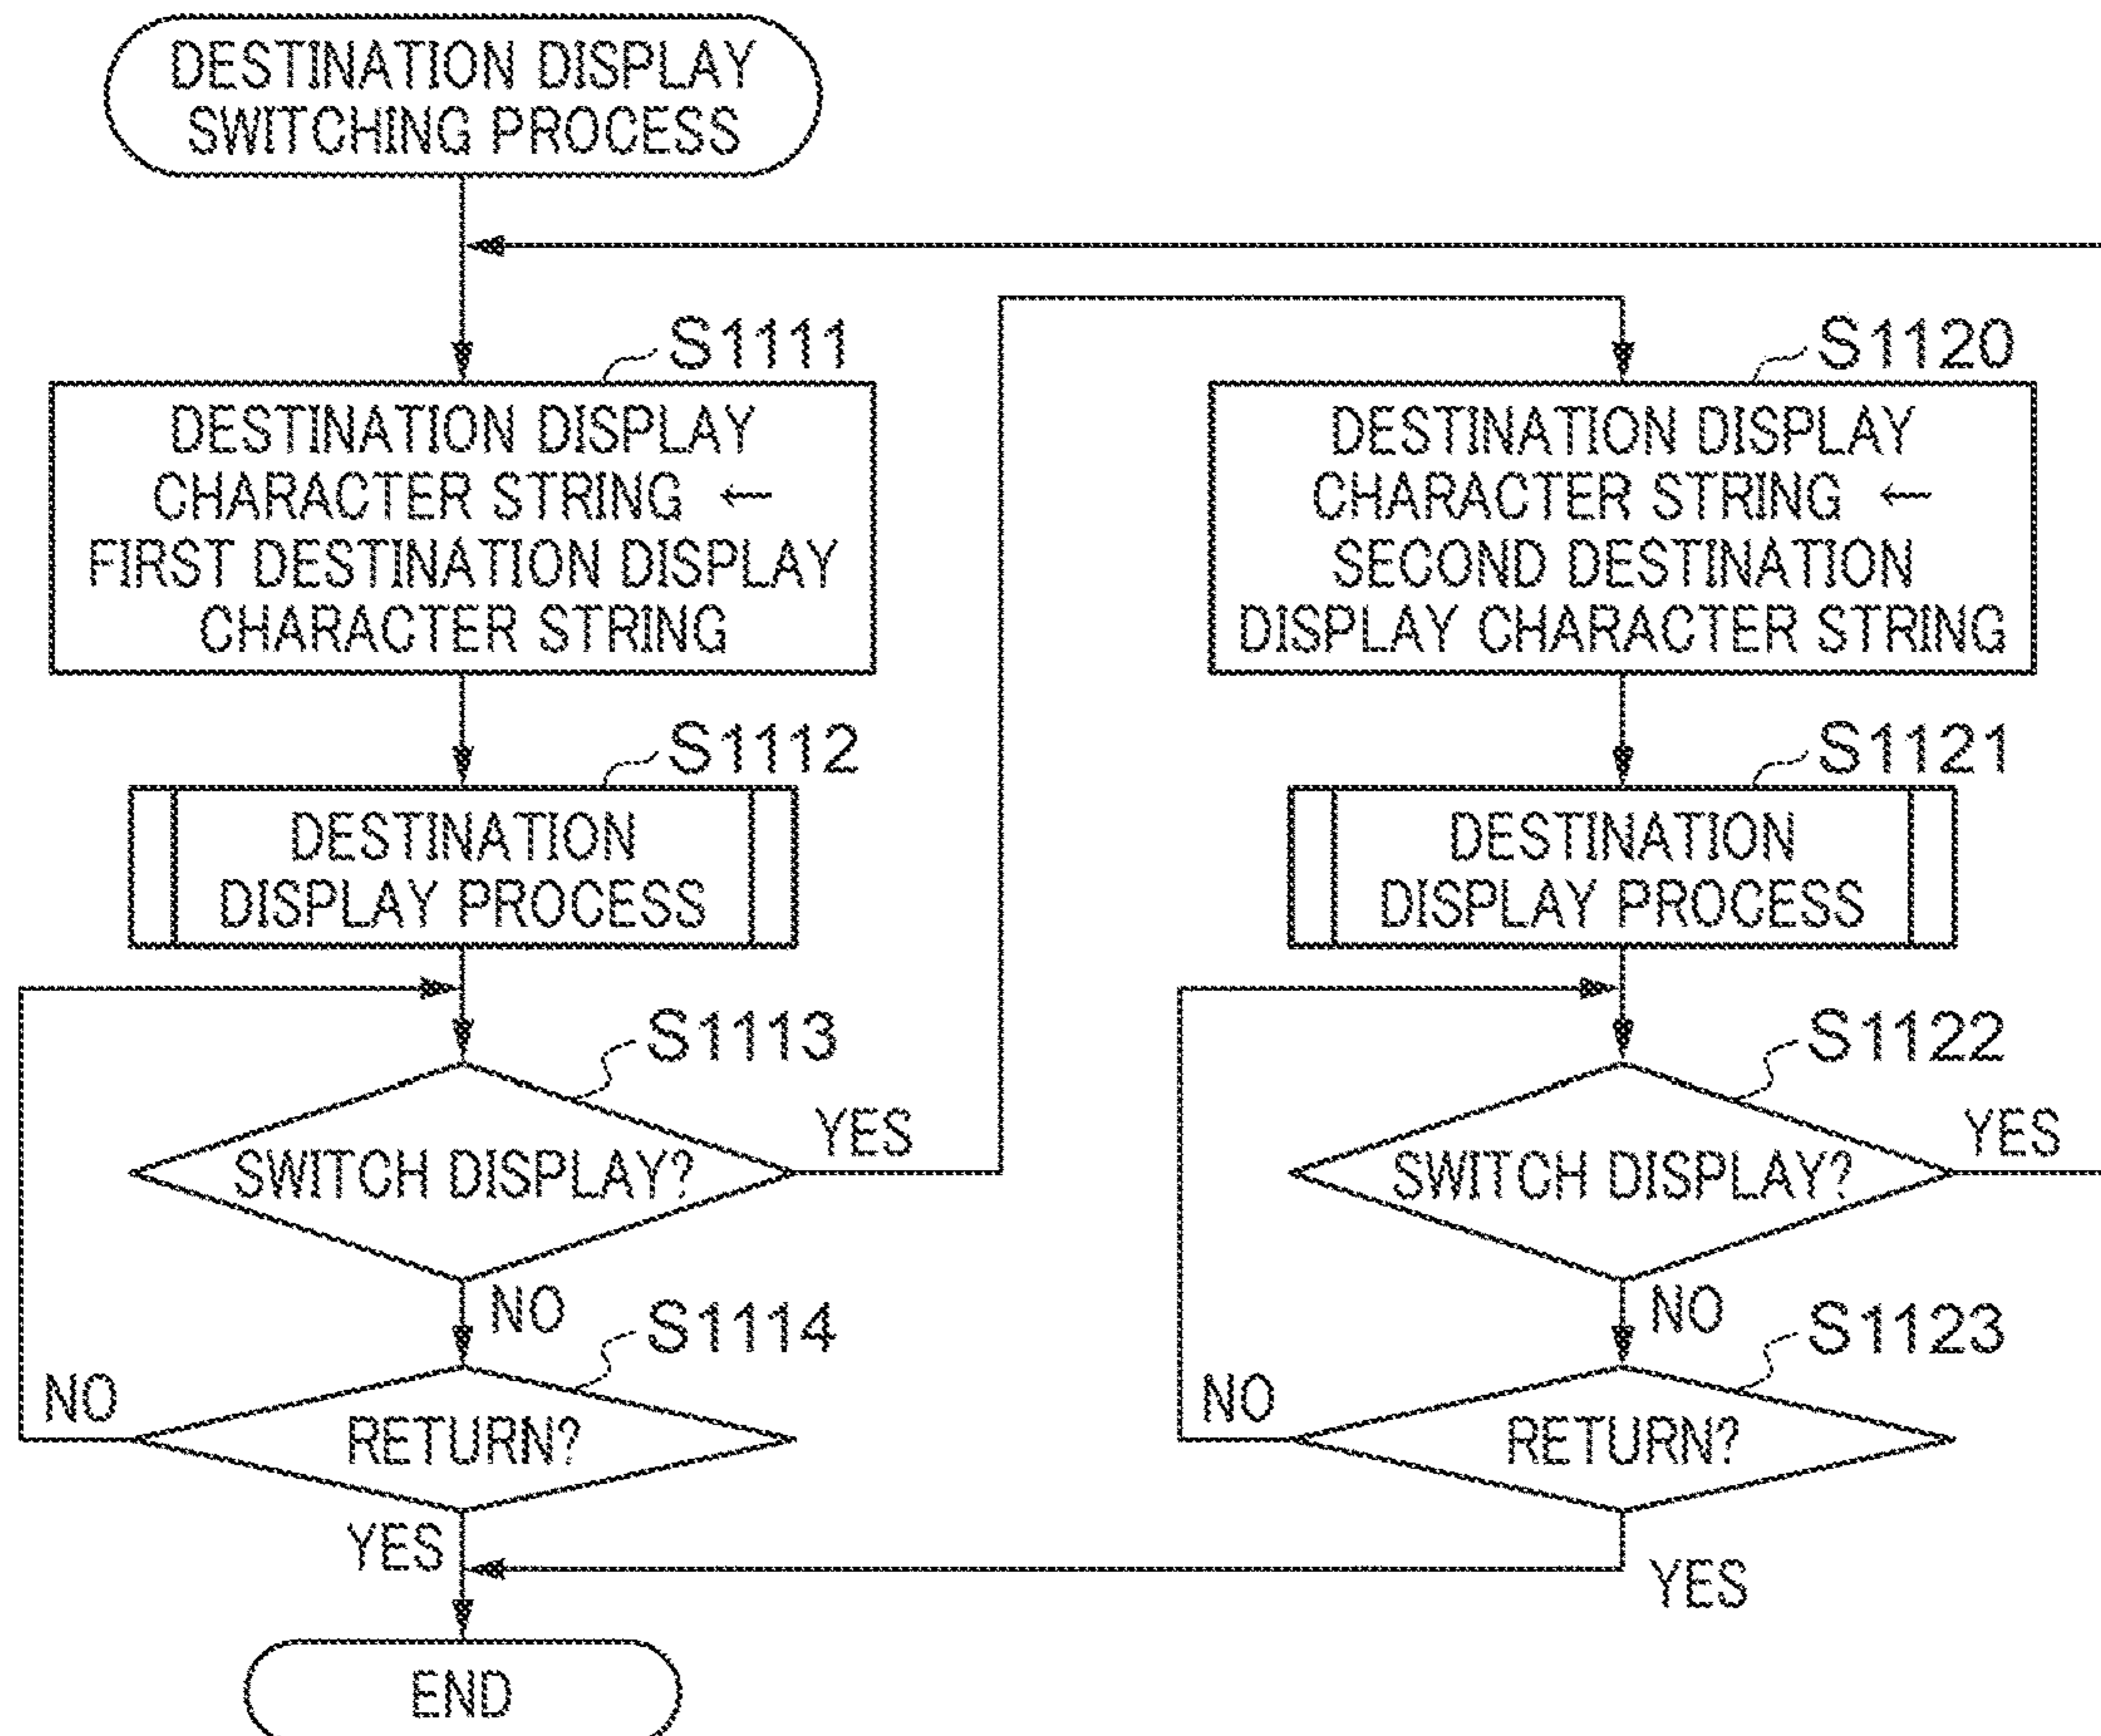 DESTINATION DISPLAY
SWITCHING PROCESS
S1111
DESTINATION DISPLAY
CHARACTER STRING ←
FIRST DESTINATION DISPLAY
CHARACTER STRING
S1112
DESTINATION
DISPLAY PROCESS
S1113
SWITCH DISPLAY?
YES
NO
S1114
RETURN?
NO
YES
END
S1120
DESTINATION DISPLAY
CHARACTER STRING ←
SECOND DESTINATION
DISPLAY CHARACTER STRING
S1121
DESTINATION
DISPLAY PROCESS
S1122
SWITCH DISPLAY?
YES
NO
S1123
RETURN?
NO
YES